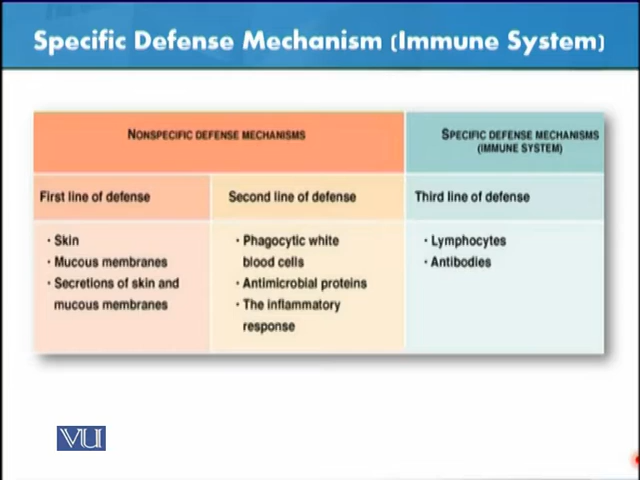 Specific Defense Mechanism (Immune System)
NONSPECIFIC DEFENSE MECHANISMS
SPECIFIC DEFENSE MECHANISMS
(IMMUNE SYSTEM)
First line of defense
Second line of defense
Third line of defense
• Skin
• Mucous membranes
• Secretions of skin and
mucous membranes
• Phagocytic white
blood cells
• Antimicrobial proteins
• The inflammatory
response
• Lymphocytes
• Antibodies
VU